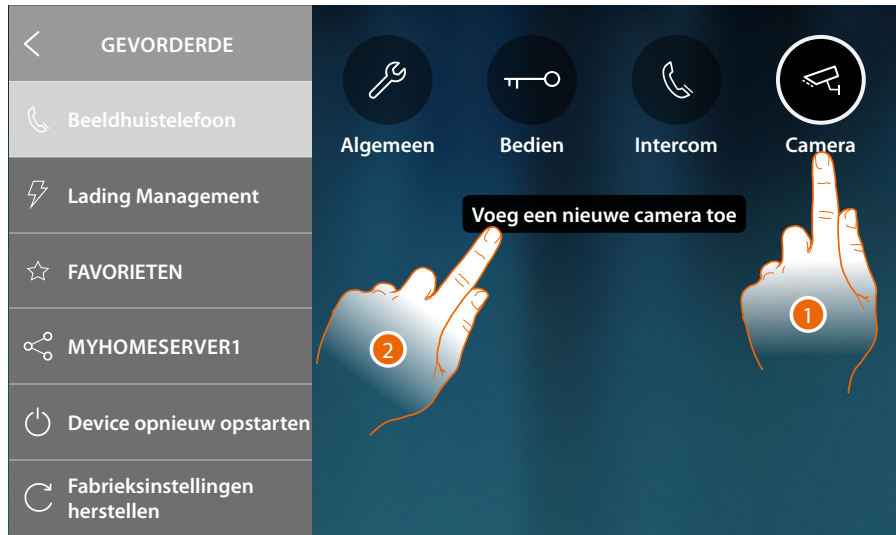 GEVORDERDE
Beeldhuistelefoon
Lading Management
FAVORIETEN
MYHOMESERVER1
Device opnieuw opstarten
Fabrieksinstellingen
herstellen
Algemeen
Bedien
Intercom
Camera
Voeg een nieuwe camera toe
1
2